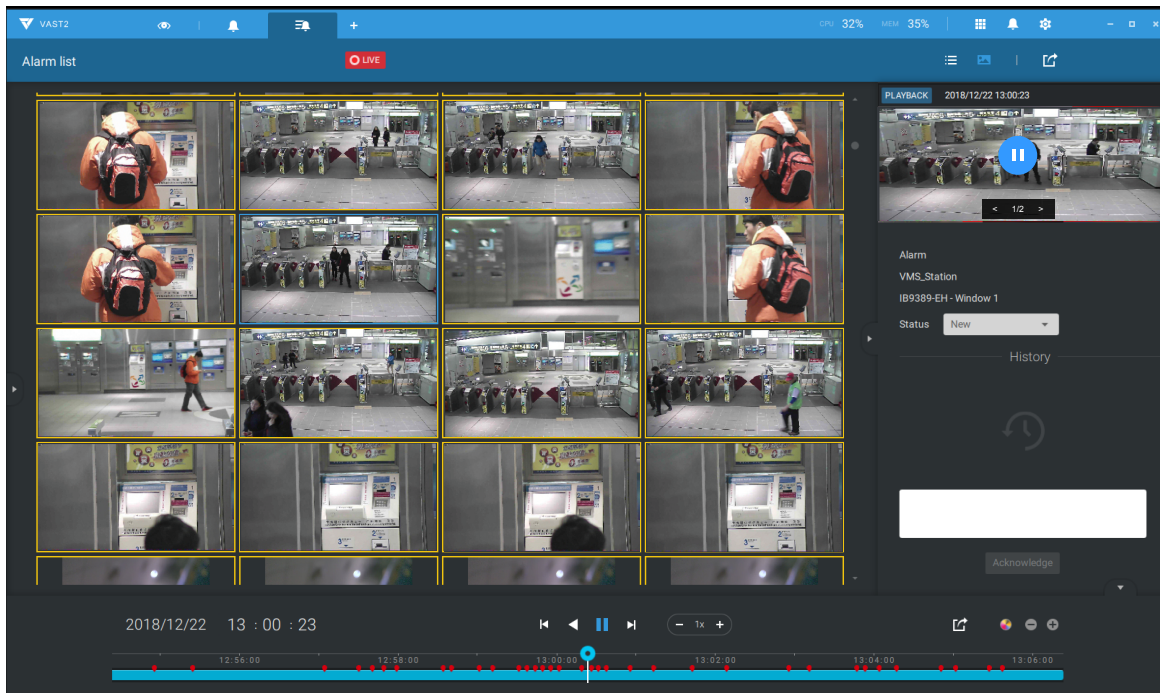 VAST2
CPU 32% MEM 35%
Alarm list
LIVE
PLAYBACK 2018/12/22 13:00:23
< 1/2 >
Alarm
VMS_Station
IB9389-EH - Window 1
Status New
History
Acknowledge
2018/12/22 13 : 00 : 23
− 1x +
12:56:00 12:58:00 13:00:00 13:02:00 13:04:00 13:06:00